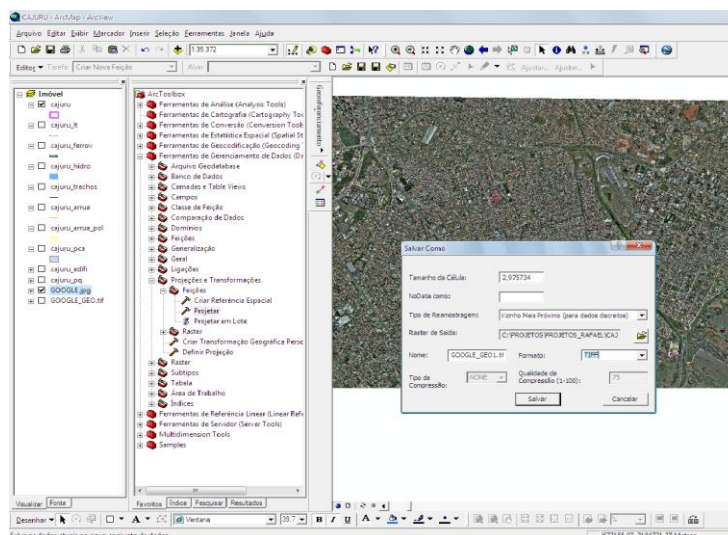 CAJURU - ArcMap - ArcView
Arquivo Editar Exibir Marcador Inserir Seleção Ferramentas Janela Ajuda
1:35.372
Editor Tarefa: Criar Nova Feição Alvo: Ajustar... Ajustar...
Imóvel
cajuru
cajuru_lt
cajuru_ferrov
cajuru_hidro
cajuru_trechos
cajuru_arrua
cajuru_arrua_pol
cajuru_pca
cajuru_edifi
cajuru_pq
GOOGLE.jpg
GOOGLE_GEO.tif
Visualizar Fonte
ArcToolbox
Ferramentas de Análise (Analysis Tools)
Ferramentas de Cartografia (Cartography Too
Ferramentas de Conversão (Conversion Tools
Ferramentas de Estatítica Espacial (Spatial St
Ferramentas de Geocodificação (Geocoding
Ferramentas de Gerenciamento de Dados (Da
Arquivo Geodatabase
Banco de Dados
Camadas e Table Views
Campos
Classe de Feição
Comparação de Dados
Domínios
Feições
Generalização
Geral
Ligações
Projeções e Transformações
Feições
Criar Referência Espacial
Projetar
Projetar em Lote
Raster
Criar Transformação Geográfica Perso
Definir Projeção
Raster
Subtipos
Tabela
Área de Trabalho
Índices
Ferramentas de Referência Linear (Linear Refe
Ferramentas de Servidor (Server Tools)
Multidimension Tools
Samples
Favoritos Índice Pesquisar Resultados
Georreferenciamento
Salvar Como
Tamanho da Célula: 2,975734
NoData como:
Tipo de Reamostragem: Vizinho Mais Próximo (para dados discretos)
Raster de Saída: C:\PROJETOS\PROJETOS_RAFAEL\CAJ
Nome: GOOGLE_GEO1.tif Formato: TIFF
Tipo de Compressão: NONE Qualidade de Compressão (1-100): 75
Salvar Cancelar
Desenhar A Verdana 39,7 B I U A